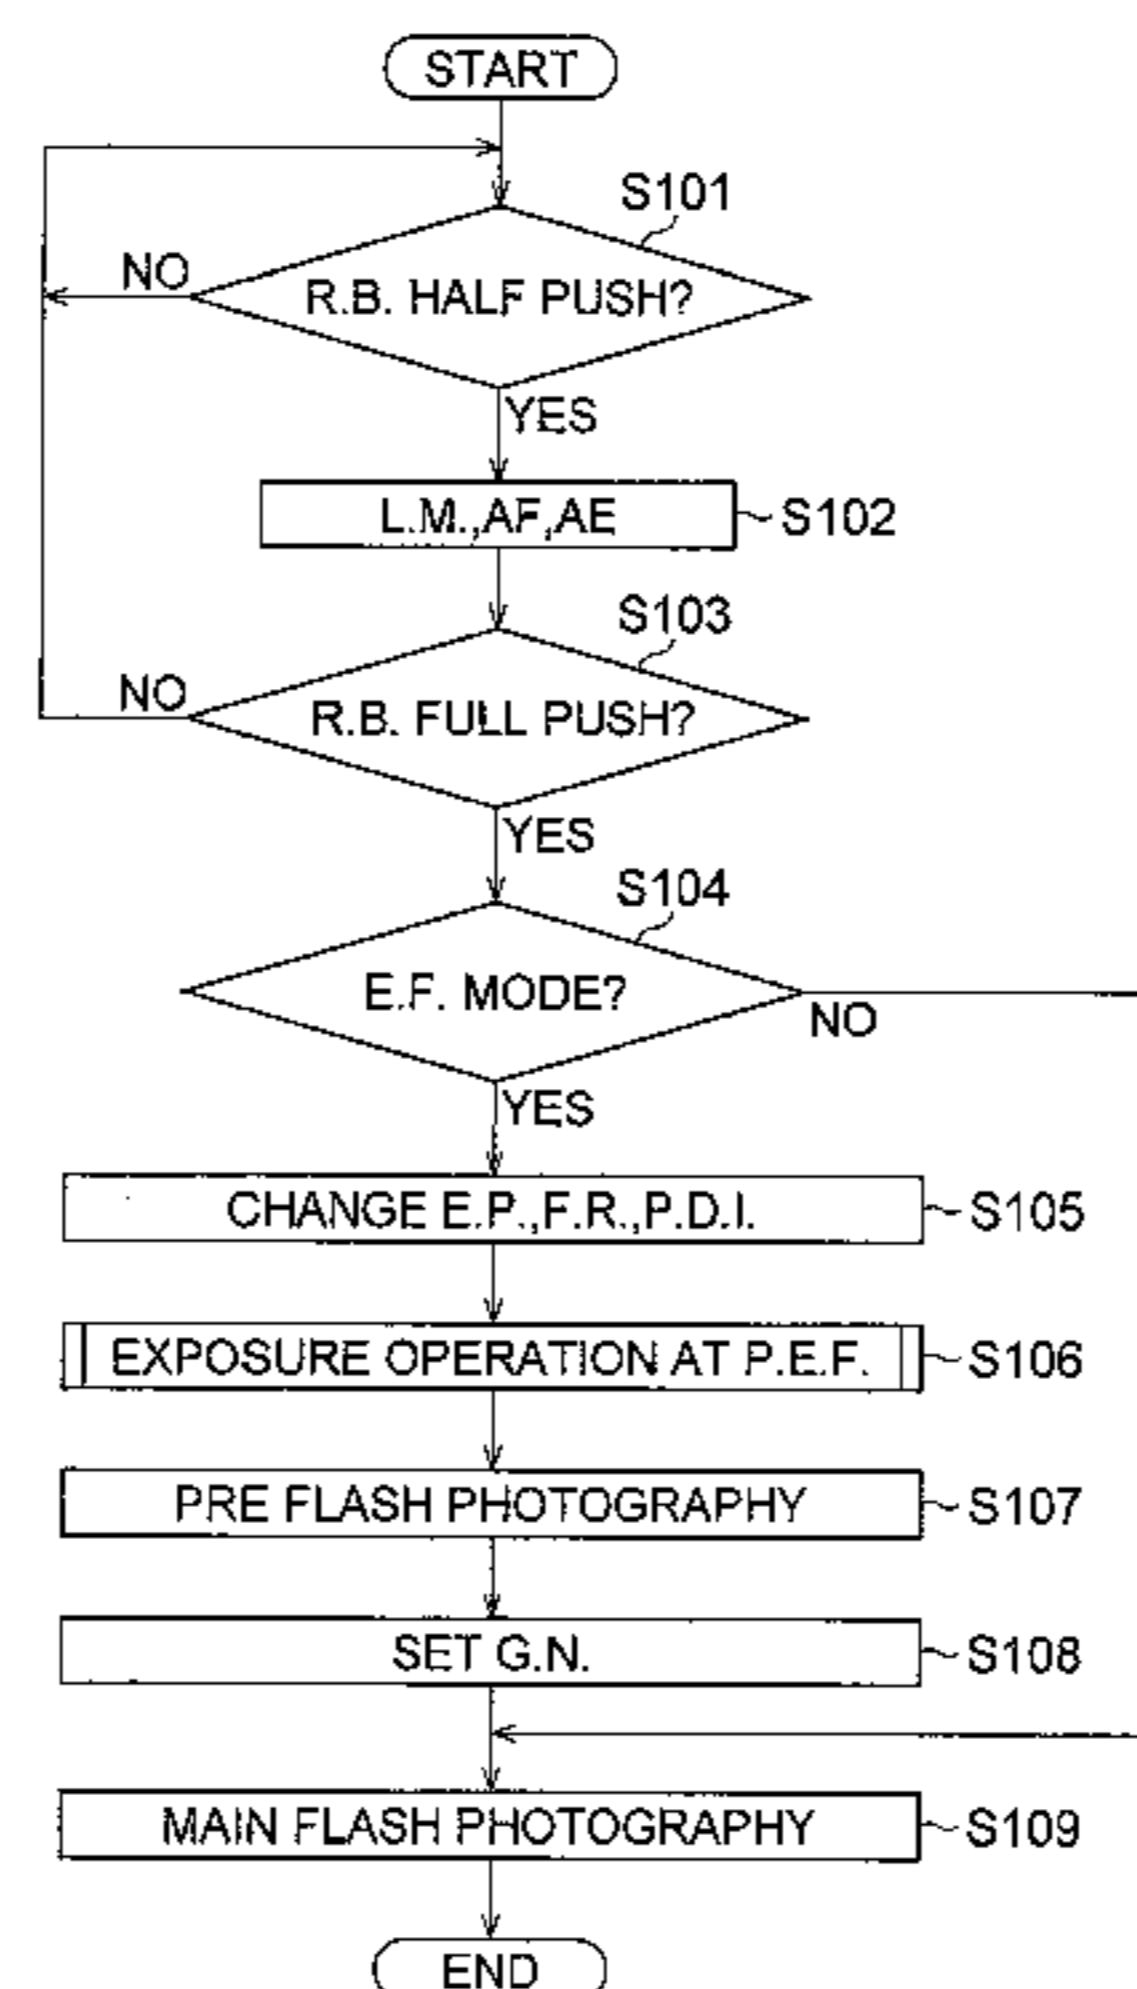 START
S101
NO
R.B. HALF PUSH?
YES
L.M.,AF,AE
S102
S103
NO
R.B. FULL PUSH?
YES
S104
E.F. MODE?
NO
YES
CHANGE E.P.,F.R.,P.D.I.
S105
EXPOSURE OPERATION AT P.E.F.
S106
PRE FLASH PHOTOGRAPHY
S107
SET G.N.
S108
MAIN FLASH PHOTOGRAPHY
S109
END